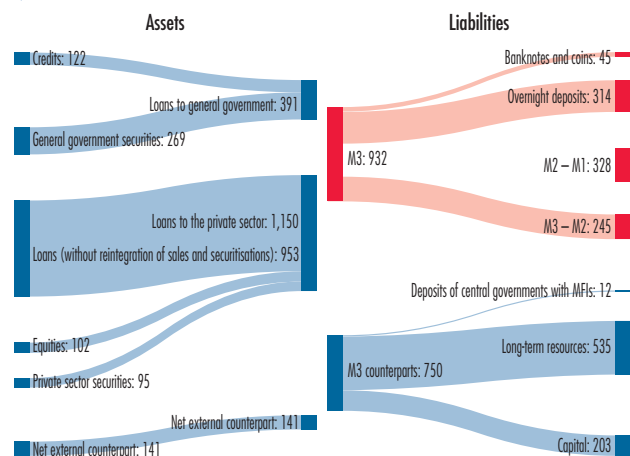 Assets
Liabilities
Credits: 122
Loans to general government: 391
General government securities: 269
Loans to the private sector: 1,150
Loans (without reintegration of sales and securitisations): 953
Equities: 102
Private sector securities: 95
Net external counterpart: 141
Net external counterpart: 141
Banknotes and coins: 45
Overnight deposits: 314
M3: 932
M2 – M1: 328
M3 – M2: 245
Deposits of central governments with MFIs: 12
Long-term resources: 535
M3 counterparts: 750
Capital: 203